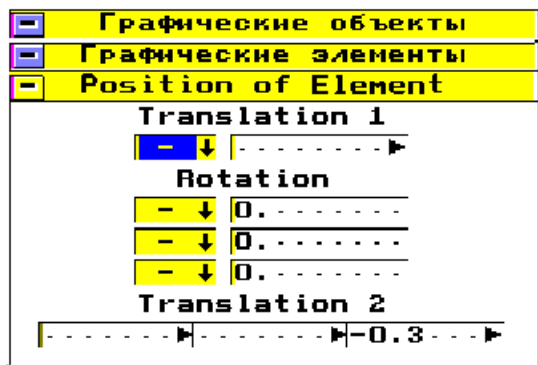 Графические объекты
Графические элементы
Position of Element
Translation 1
-
Rotation
- 0.
- 0.
- 0.
Translation 2
-0.3